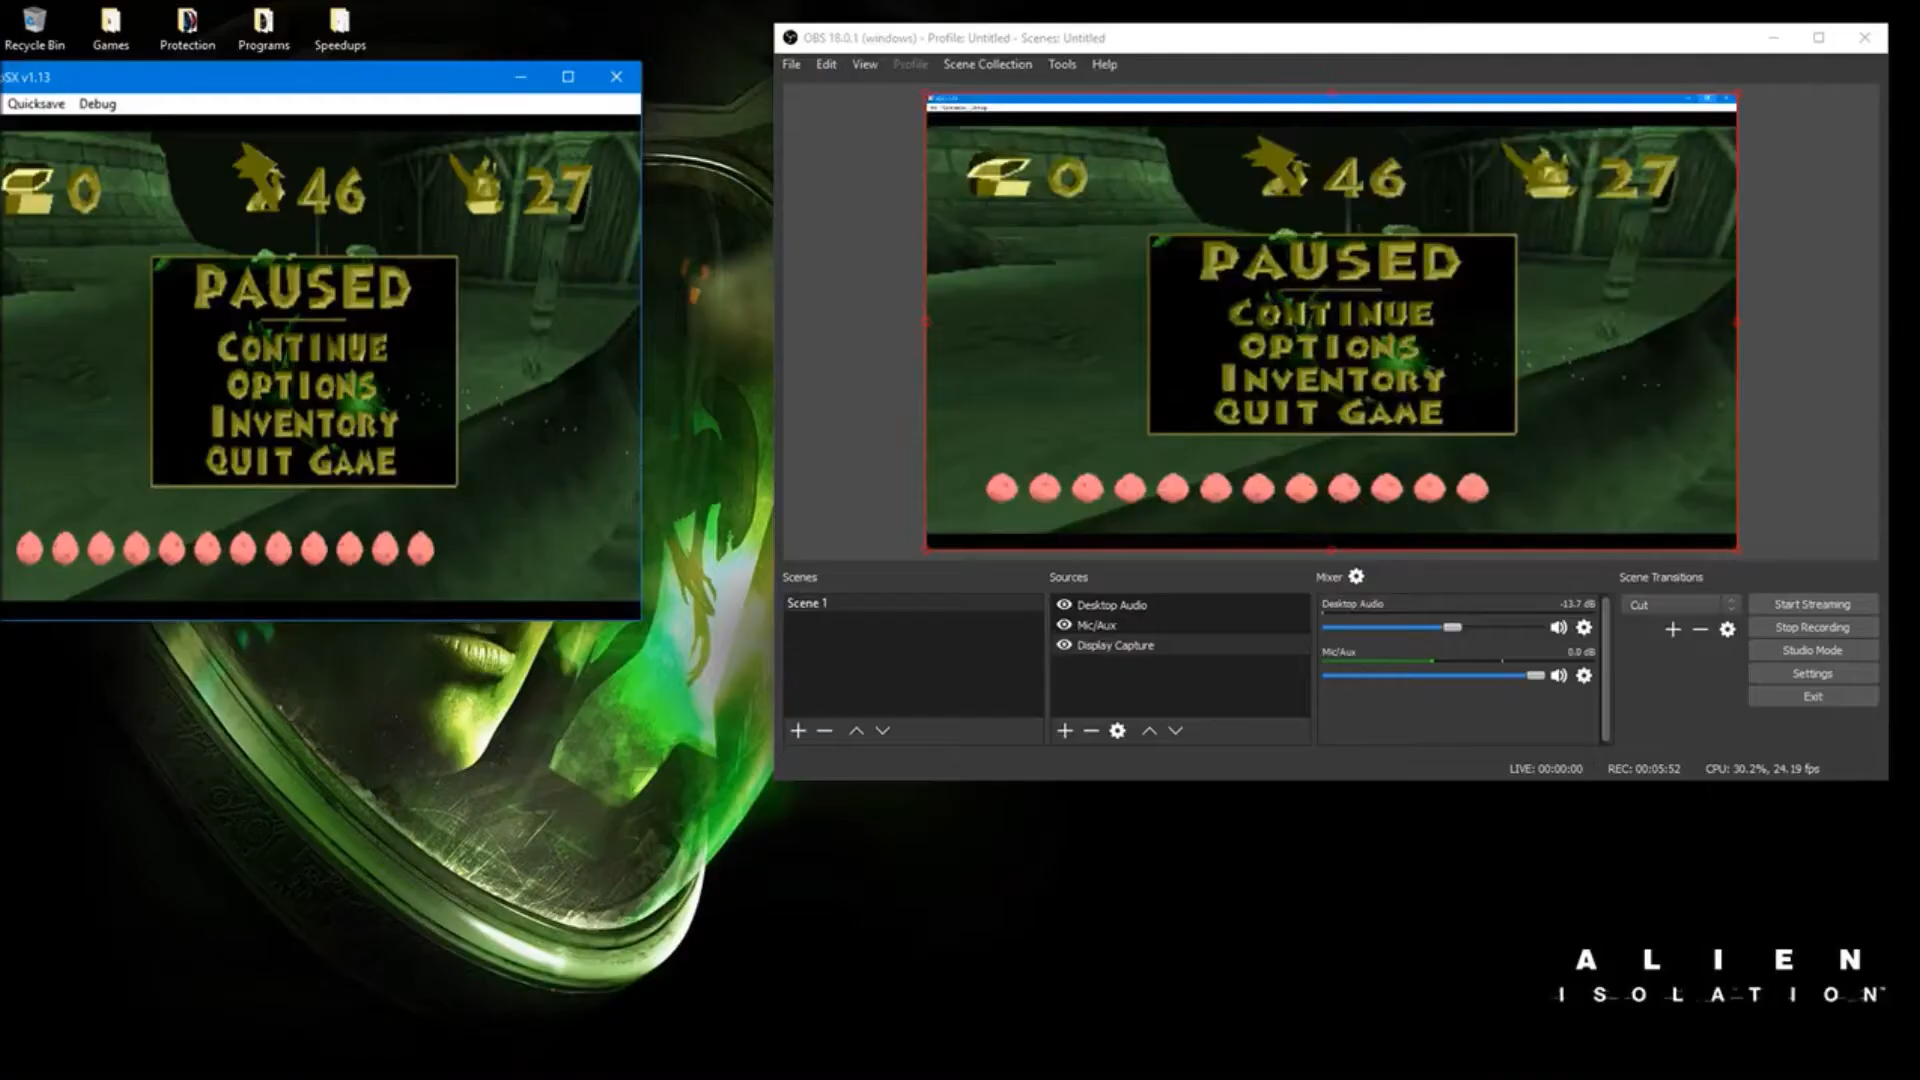 Recycle Bin
Games
Protection
Programs
Speedups
SX v1.13
Quicksave Debug
0 46 27
PAUSED
CONTINUE
OPTIONS
INVENTORY
QUIT GAME
OBS 18.0.1 (windows) - Profile: Untitled - Scenes: Untitled
File Edit View Profile Scene Collection Tools Help
0 46 27
PAUSED
CONTINUE
OPTIONS
INVENTORY
QUIT GAME
Scenes
Scene 1
Sources
Desktop Audio
Mic/Aux
Display Capture
Mixer
Desktop Audio -13.7 dB
Mic/Aux 0.0 dB
Scene Transitions
Cut
Start Streaming
Stop Recording
Studio Mode
Settings
Exit
LIVE: 00:00:00 REC: 00:05:52 CPU: 30.2%, 24.19 fps
ALIEN
ISOLATION™